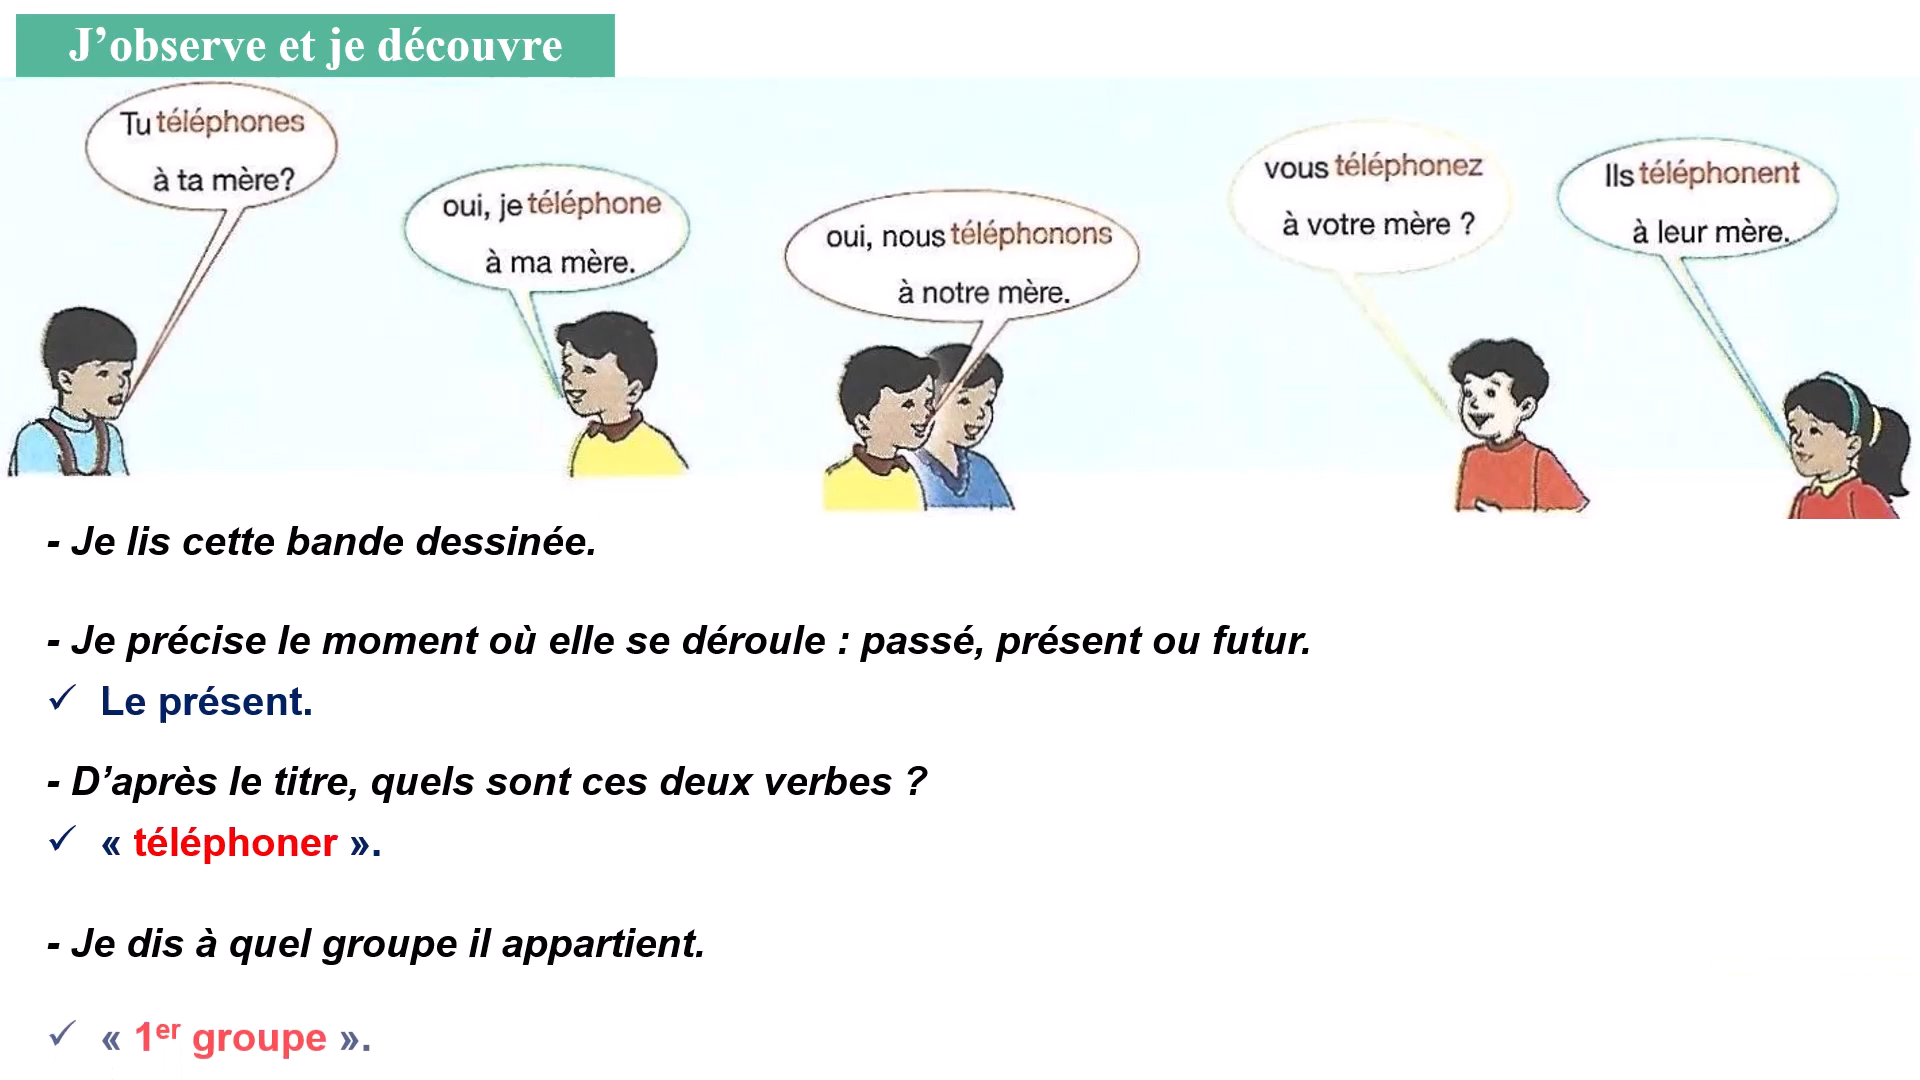 J’observe et je découvre
Tu téléphones
à ta mère?
oui, je téléphone
à ma mère.
oui, nous téléphonons
à notre mère.
vous téléphonez
à votre mère ?
Ils téléphonent
à leur mère.
- Je lis cette bande dessinée.
- Je précise le moment où elle se déroule : passé, présent ou futur.
✓ Le présent.
- D’après le titre, quels sont ces deux verbes ?
✓ « téléphoner ».
- Je dis à quel groupe il appartient.
✓ « 1er groupe ».